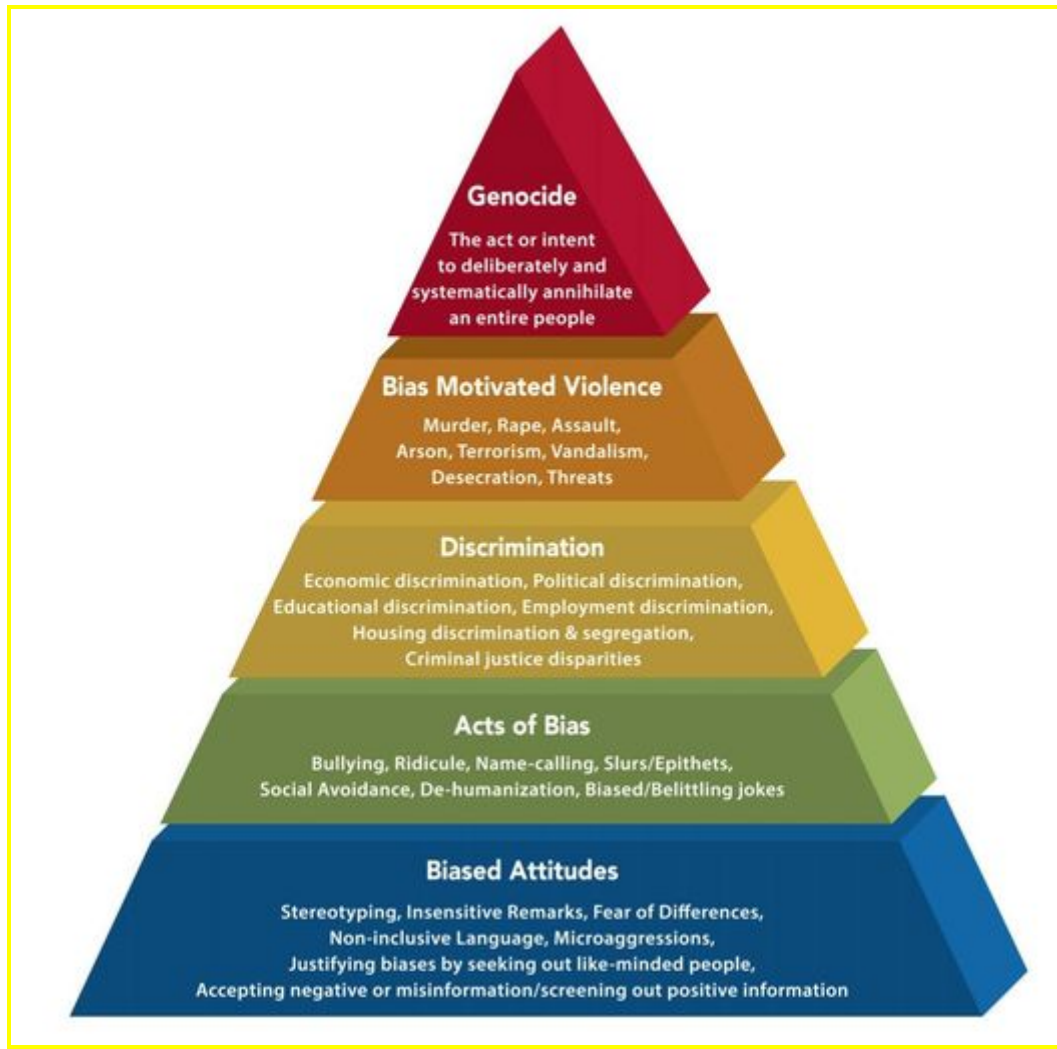 Genocide
The act or intent
to deliberately and
systematically annihilate
an entire people
Bias Motivated Violence
Murder, Rape, Assault,
Arson, Terrorism, Vandalism,
Desecration, Threats
Discrimination
Economic discrimination, Political discrimination,
Educational discrimination, Employment discrimination,
Housing discrimination & segregation,
Criminal justice disparities
Acts of Bias
Bullying, Ridicule, Name-calling, Slurs/Epithets,
Social Avoidance, De-humanization, Biased/Belittling jokes
Biased Attitudes
Stereotyping, Insensitive Remarks, Fear of Differences,
Non-inclusive Language, Microaggressions,
Justifying biases by seeking out like-minded people,
Accepting negative or misinformation/screening out positive information